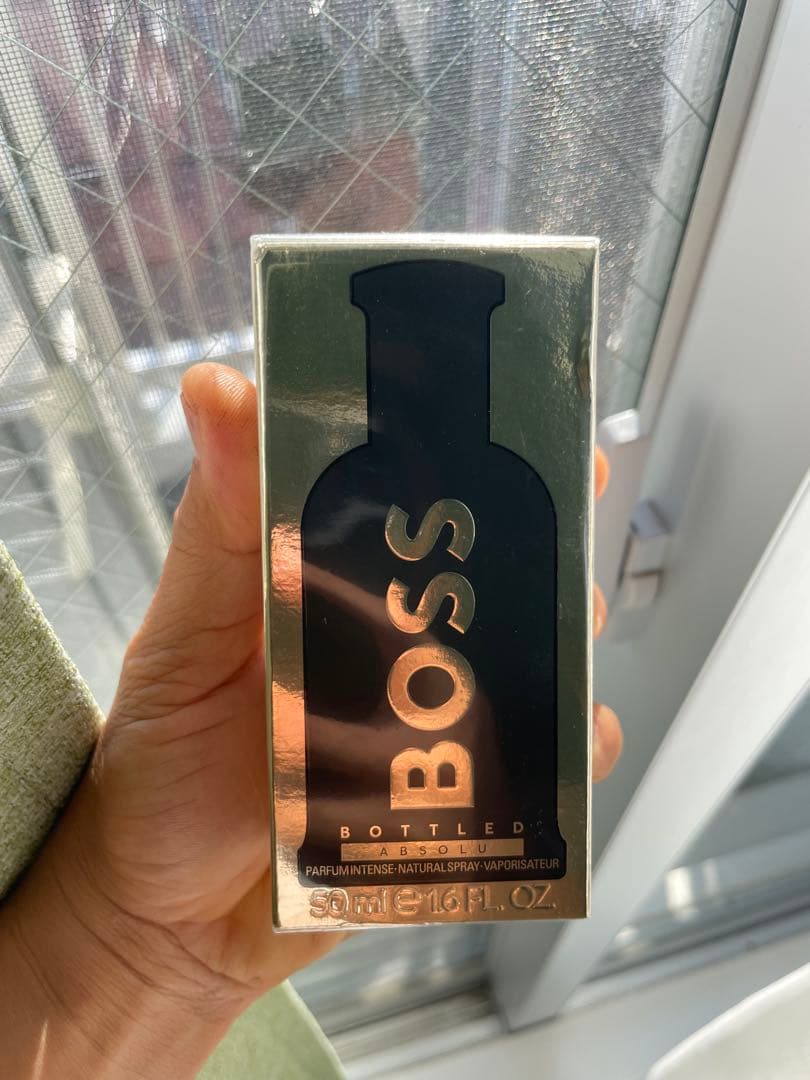 BOSS
BOTTLED
ABSOLU
PARFUM INTENSE·NATURAL SPRAY·VAPORISATEUR
50 ml ℮ 1.6 FL. OZ.